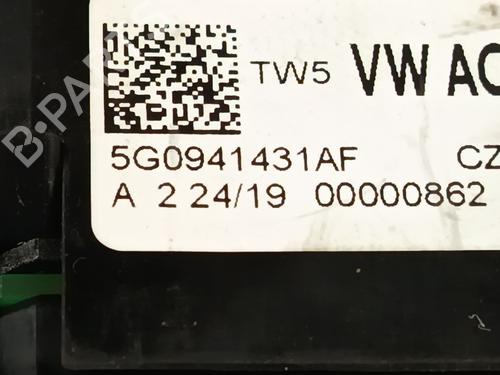 TW5 VW AC
5G0941431AF CZ
A 2 24/19 00000862
B-PARTS